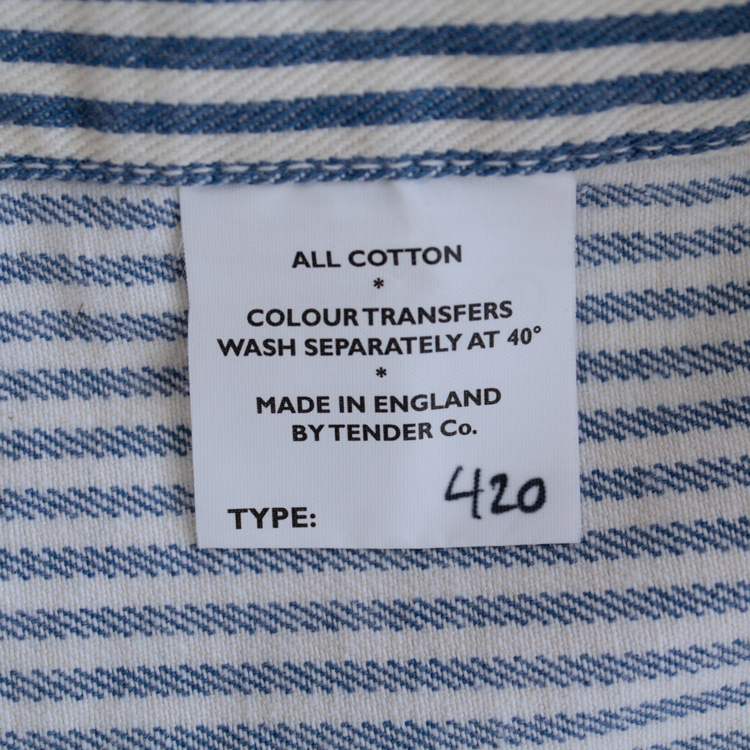 ALL COTTON
*
COLOUR TRANSFERS
WASH SEPARATELY AT 40°
*
MADE IN ENGLAND
BY TENDER Co.
TYPE: 420